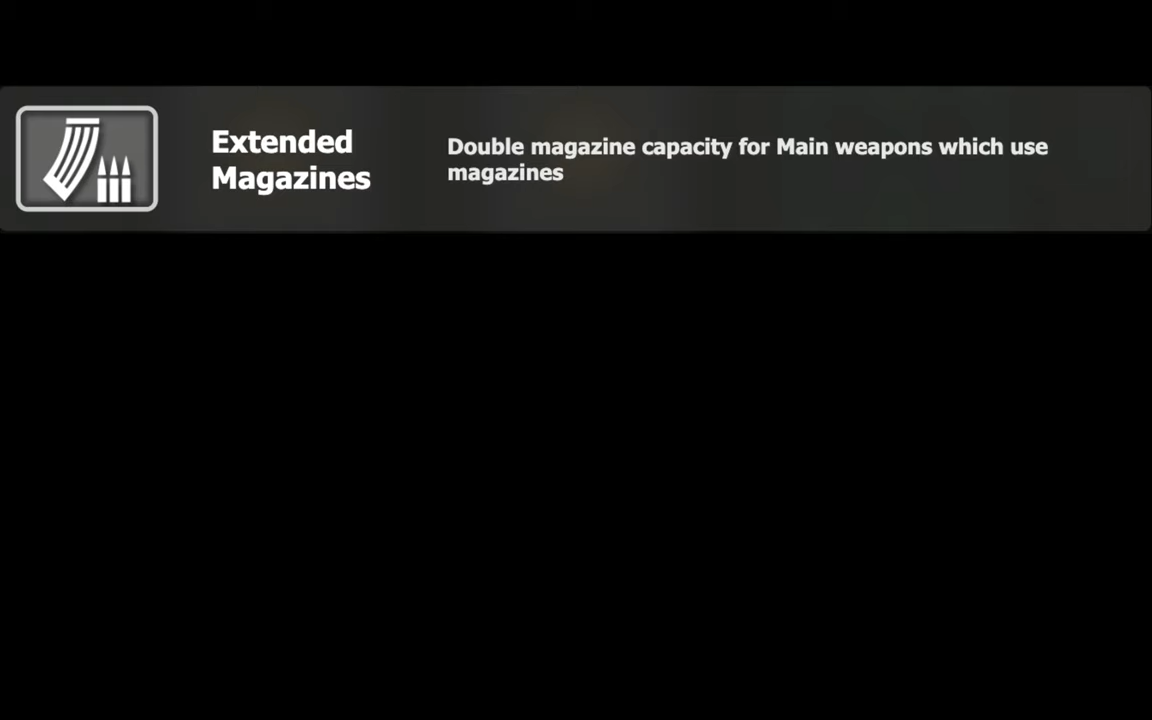 Extended
Magazines
Double magazine capacity for Main weapons which use
magazines